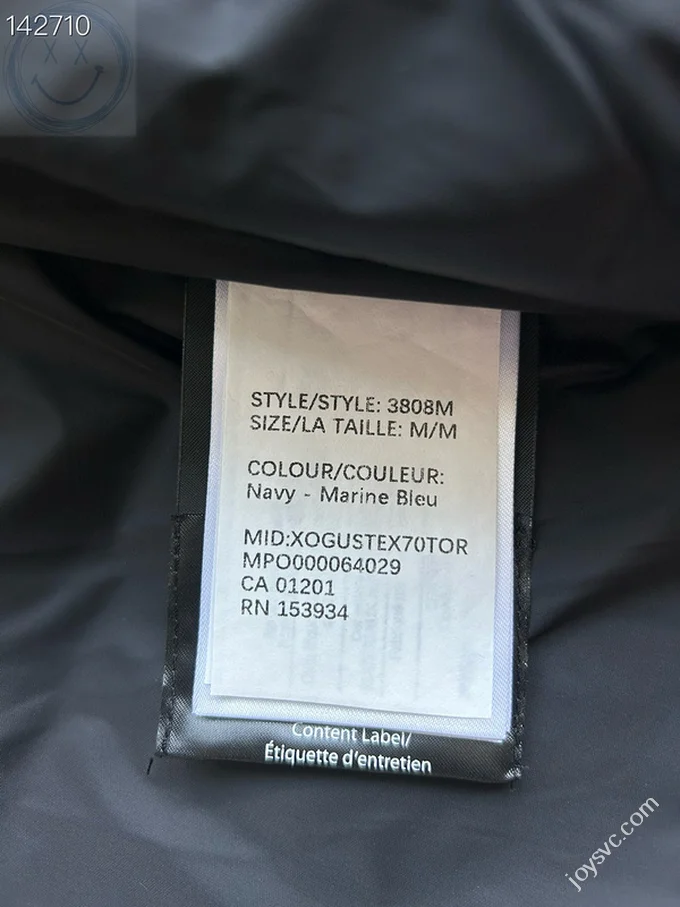 142710
STYLE/STYLE: 3808M
SIZE/LA TAILLE: M/M
COLOUR/COULEUR:
Navy - Marine Bleu
MID:XOGUSTEX70TOR
MPO000064029
CA 01201
RN 153934
Content Label/
Étiquette d'entretien
joysvc.com